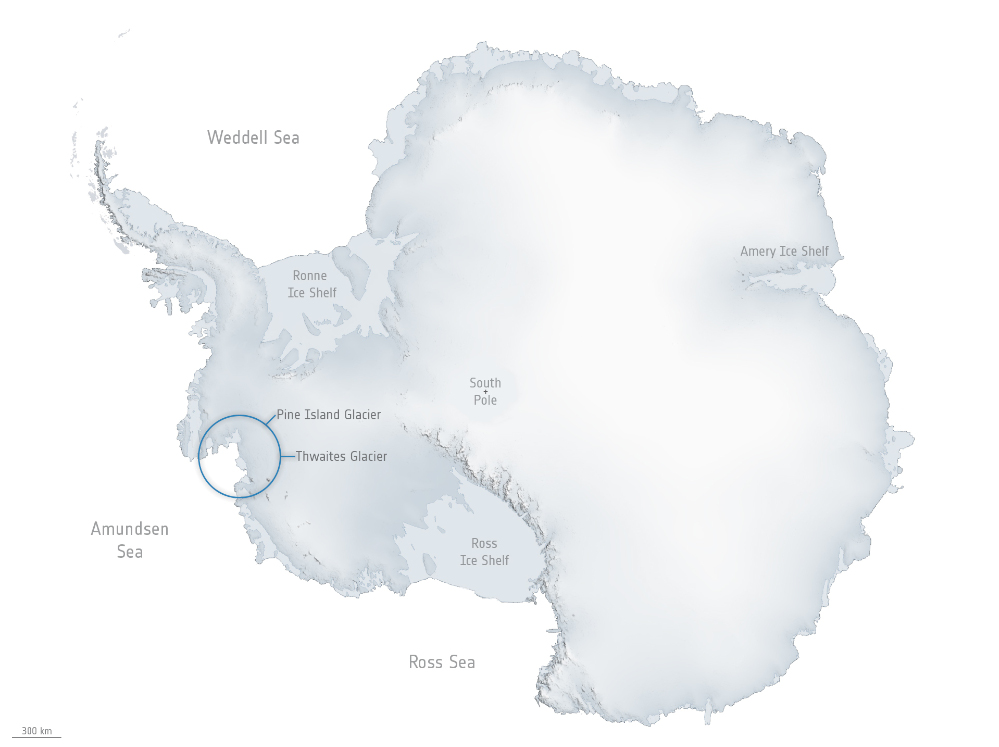 Weddell Sea
Amery Ice Shelf
Ronne
Ice Shelf
South
Pole
Pine Island Glacier
Thwaites Glacier
Amundsen
Sea
Ross
Ice Shelf
Ross Sea
300 km